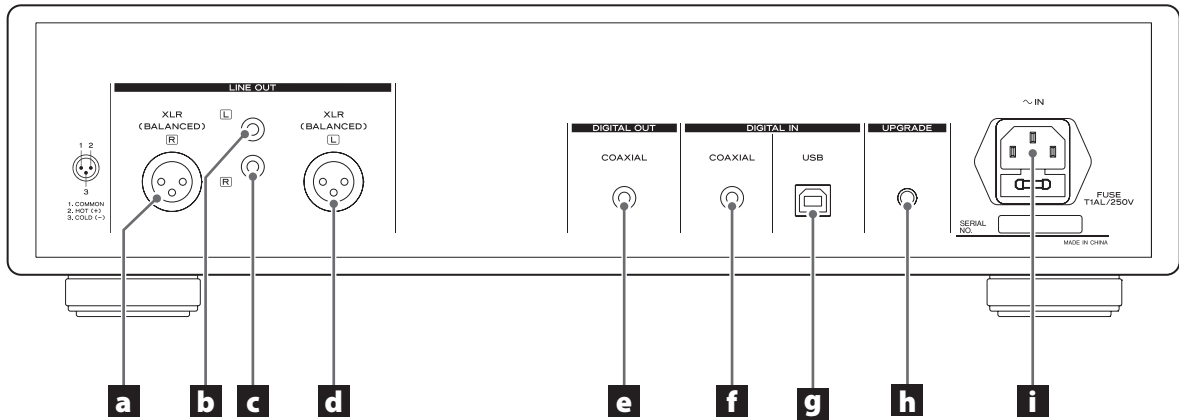 LINE OUT
XLR
(BALANCED)
R
L
R
XLR
(BALANCED)
L
1 2
3
1. COMMON
2. HOT (+)
3. COLD (−)
DIGITAL OUT
COAXIAL
DIGITAL IN
COAXIAL
USB
UPGRADE
~ IN
FUSE
T1AL/250V
SERIAL
NO.
MADE IN CHINA
a b c d e f g h i